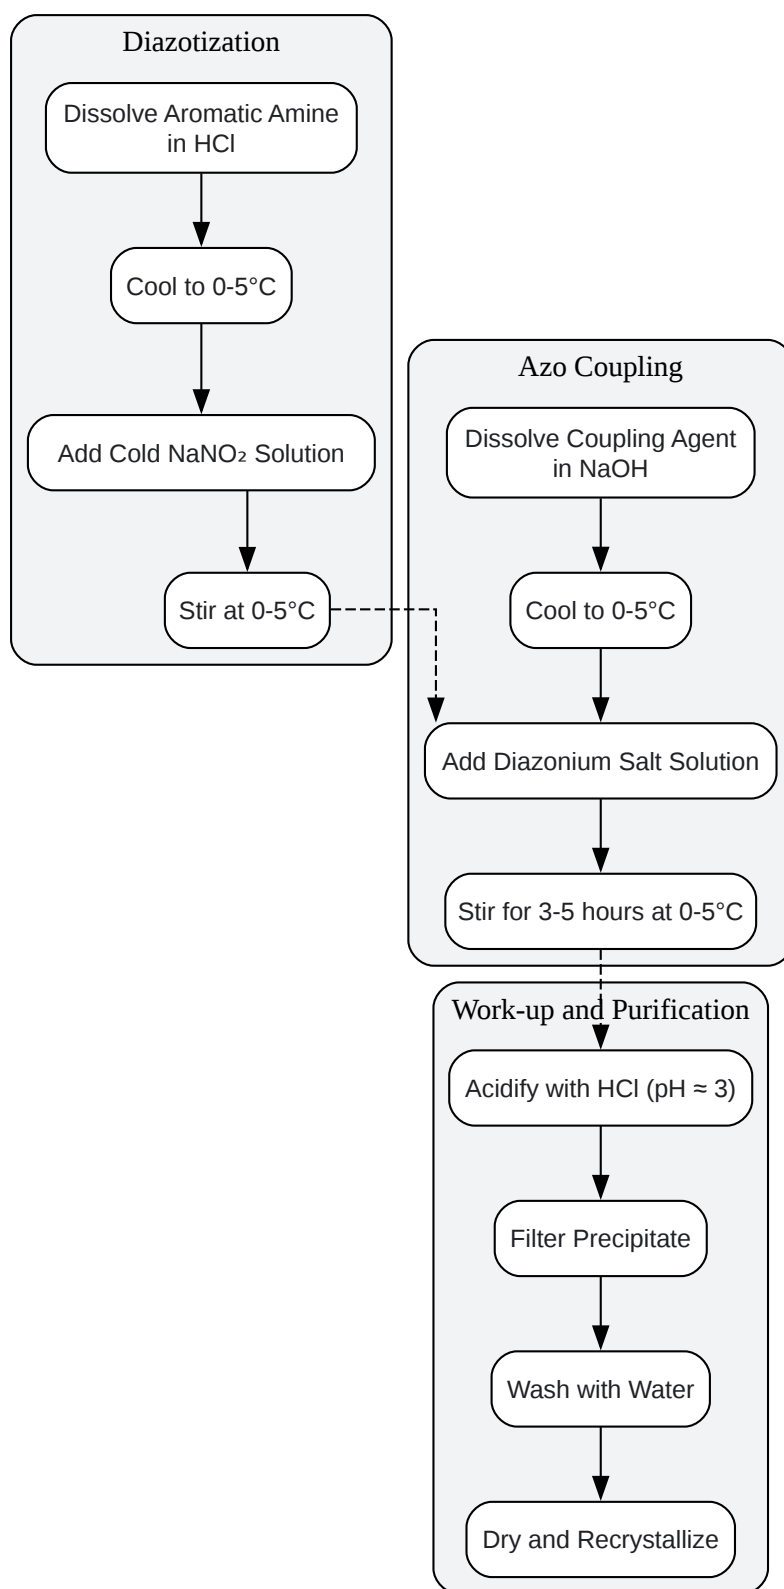 Diazotization
Dissolve Aromatic Amine
in HCl
Cool to 0-5°C
Add Cold NaNO₂ Solution
Stir at 0-5°C
Azo Coupling
Dissolve Coupling Agent
in NaOH
Cool to 0-5°C
Add Diazonium Salt Solution
Stir for 3-5 hours at 0-5°C
Work-up and Purification
Acidify with HCl (pH ≈ 3)
Filter Precipitate
Wash with Water
Dry and Recrystallize